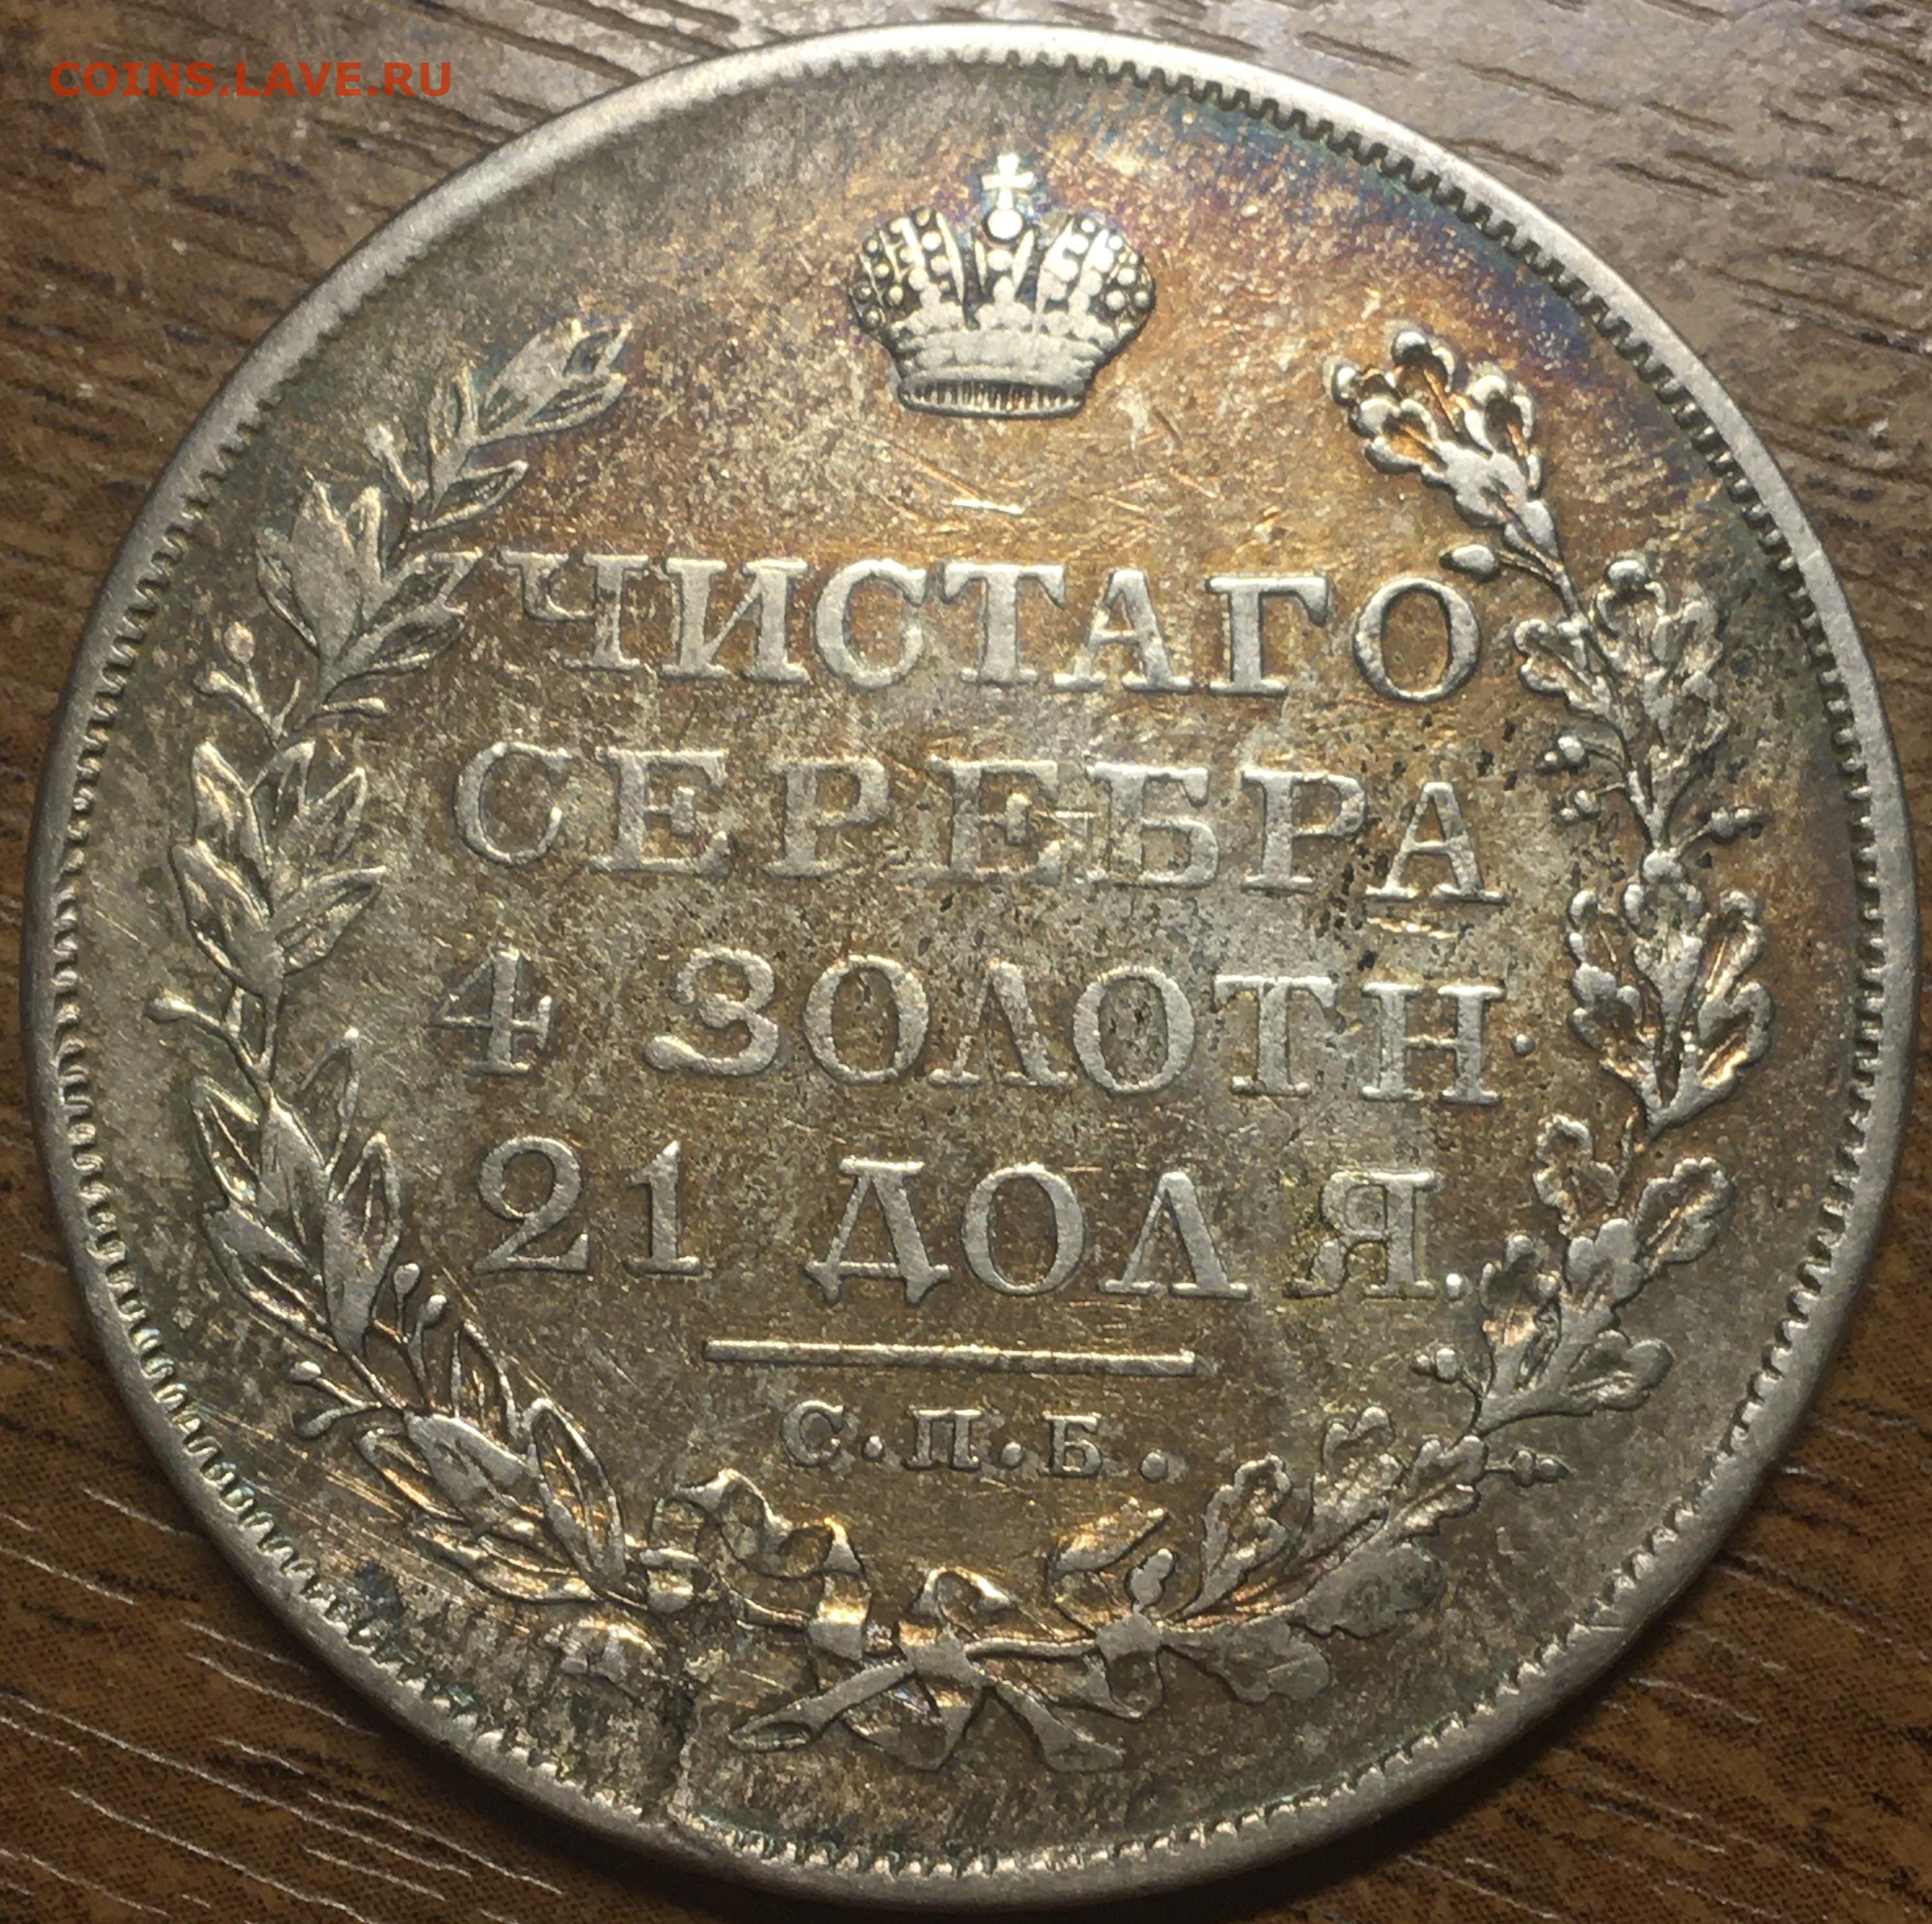 COINS.LAVE.RU
ЧИСТАГО
СЕРЕБРА
4 ЗОЛОТН.
21 ДОЛЯ.
С.П.Б.